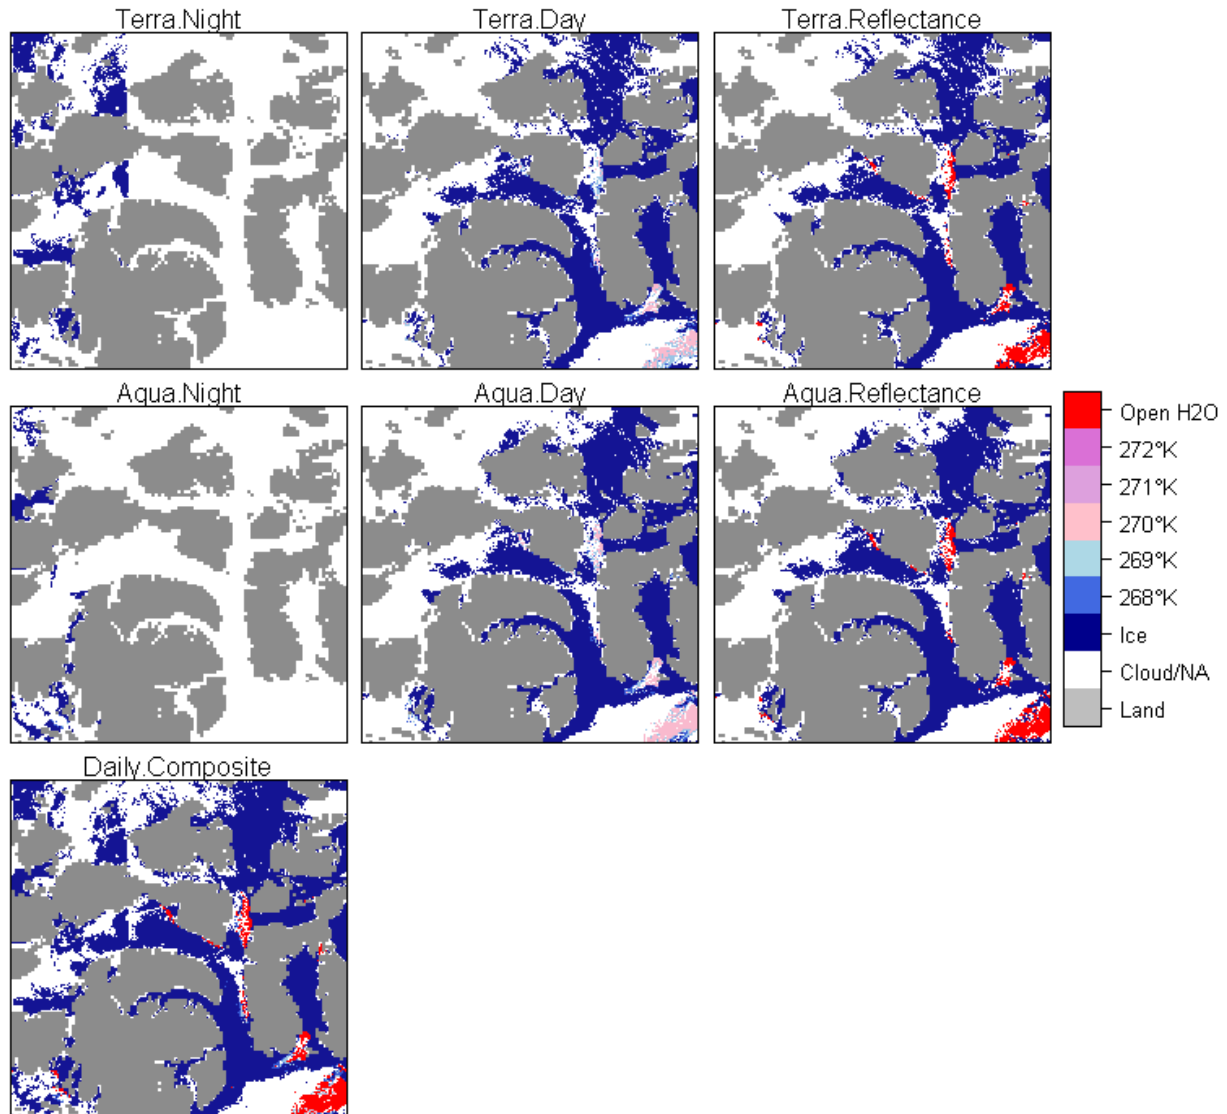 Terra.Night
Terra.Day
Terra.Reflectance
Aqua.Night
Aqua.Day
Aqua.Reflectance
Open H2O
272°K
271°K
270°K
269°K
268°K
Ice
Cloud/NA
Land
Daily.Composite